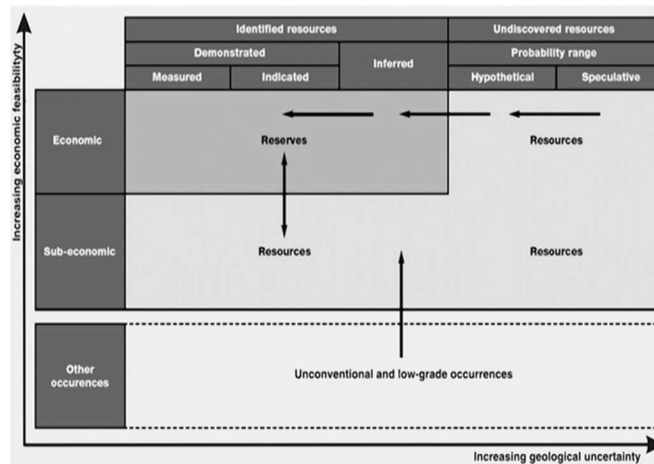 Increasing economic feasibilityty
Identified resources
Undiscovered resources
Demonstrated
Inferred
Probability range
Measured
Indicated
Hypothetical
Speculative
Economic
Reserves
Resources
Sub-economic
Resources
Resources
Other
occurences
Unconventional and low-grade occurrences
Increasing geological uncertainty